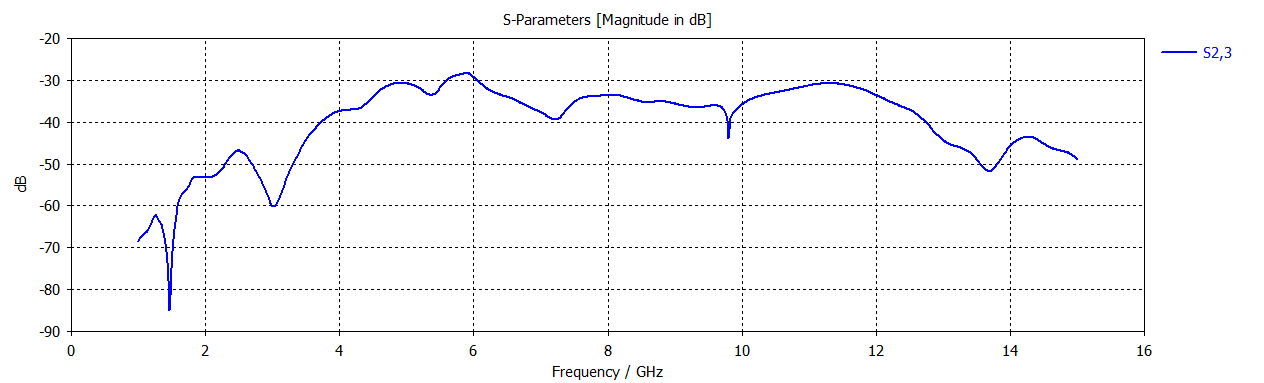 S-Parameters [Magnitude in dB]
S2,3
-20
-30
-40
-50
-60
-70
-80
-90
dB
0 2 4 6 8 10 12 14 16
Frequency / GHz